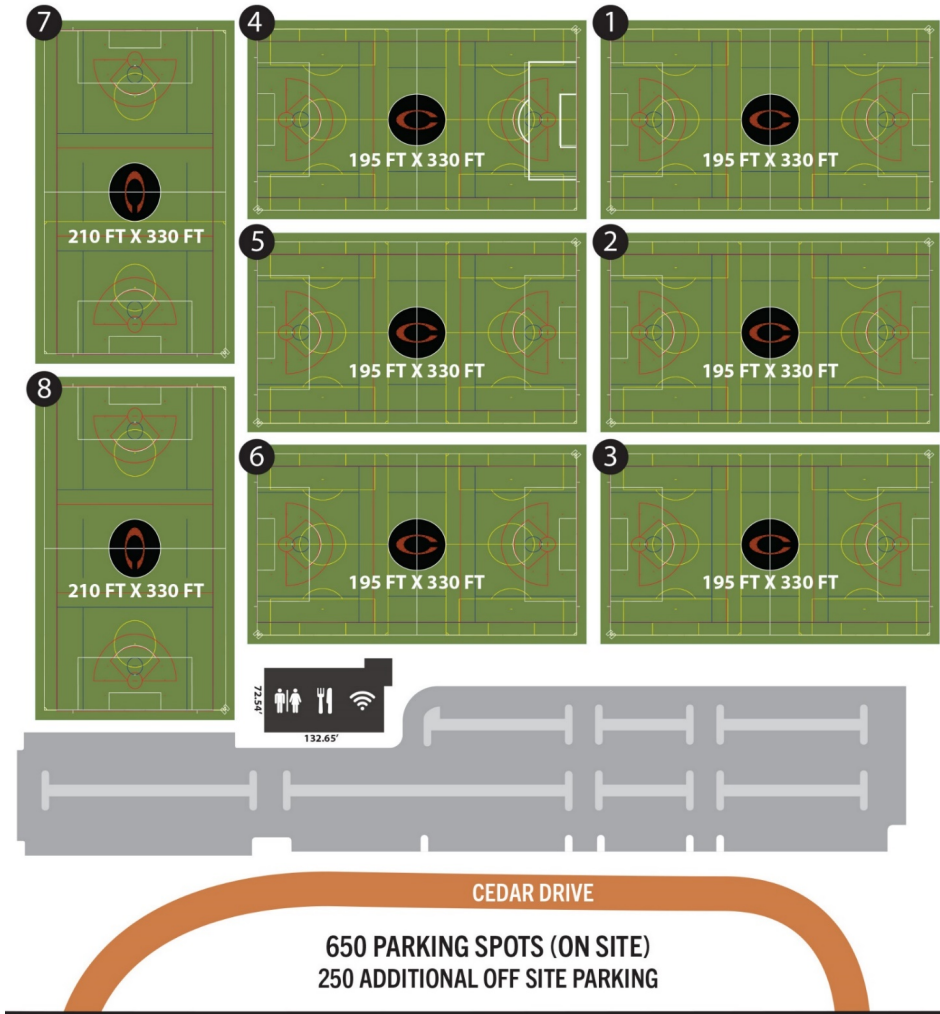 7
4
1
195 FT X 330 FT
195 FT X 330 FT
210 FT X 330 FT
5
2
195 FT X 330 FT
195 FT X 330 FT
8
6
3
195 FT X 330 FT
195 FT X 330 FT
210 FT X 330 FT
72.54’
132.65’
CEDAR DRIVE
650 PARKING SPOTS (ON SITE)
250 ADDITIONAL OFF SITE PARKING